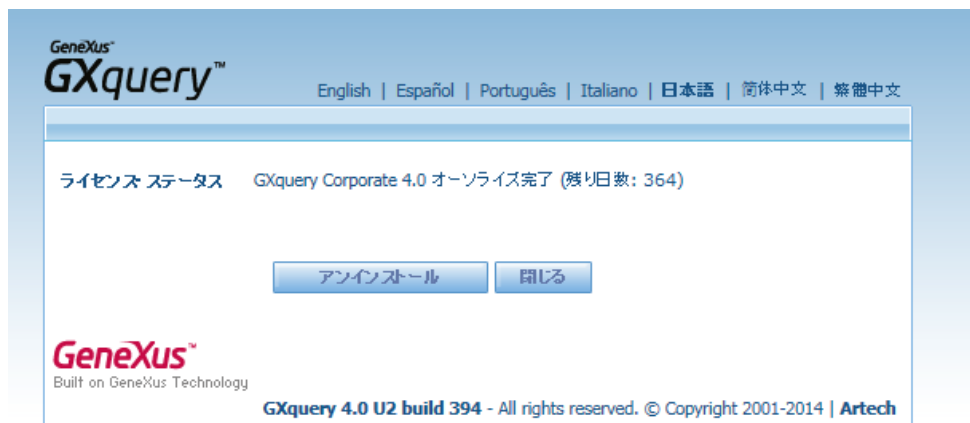 GeneXus™
GXquery™
English | Español | Português | Italiano | 日本語 | 简体中文 | 繁體中文
ライセンス ステータス GXquery Corporate 4.0 オーソライズ完了 (残り日数: 364)
アンインストール 閉じる
GeneXus™
Built on GeneXus Technology
GXquery 4.0 U2 build 394 - All rights reserved. © Copyright 2001-2014 | Artech